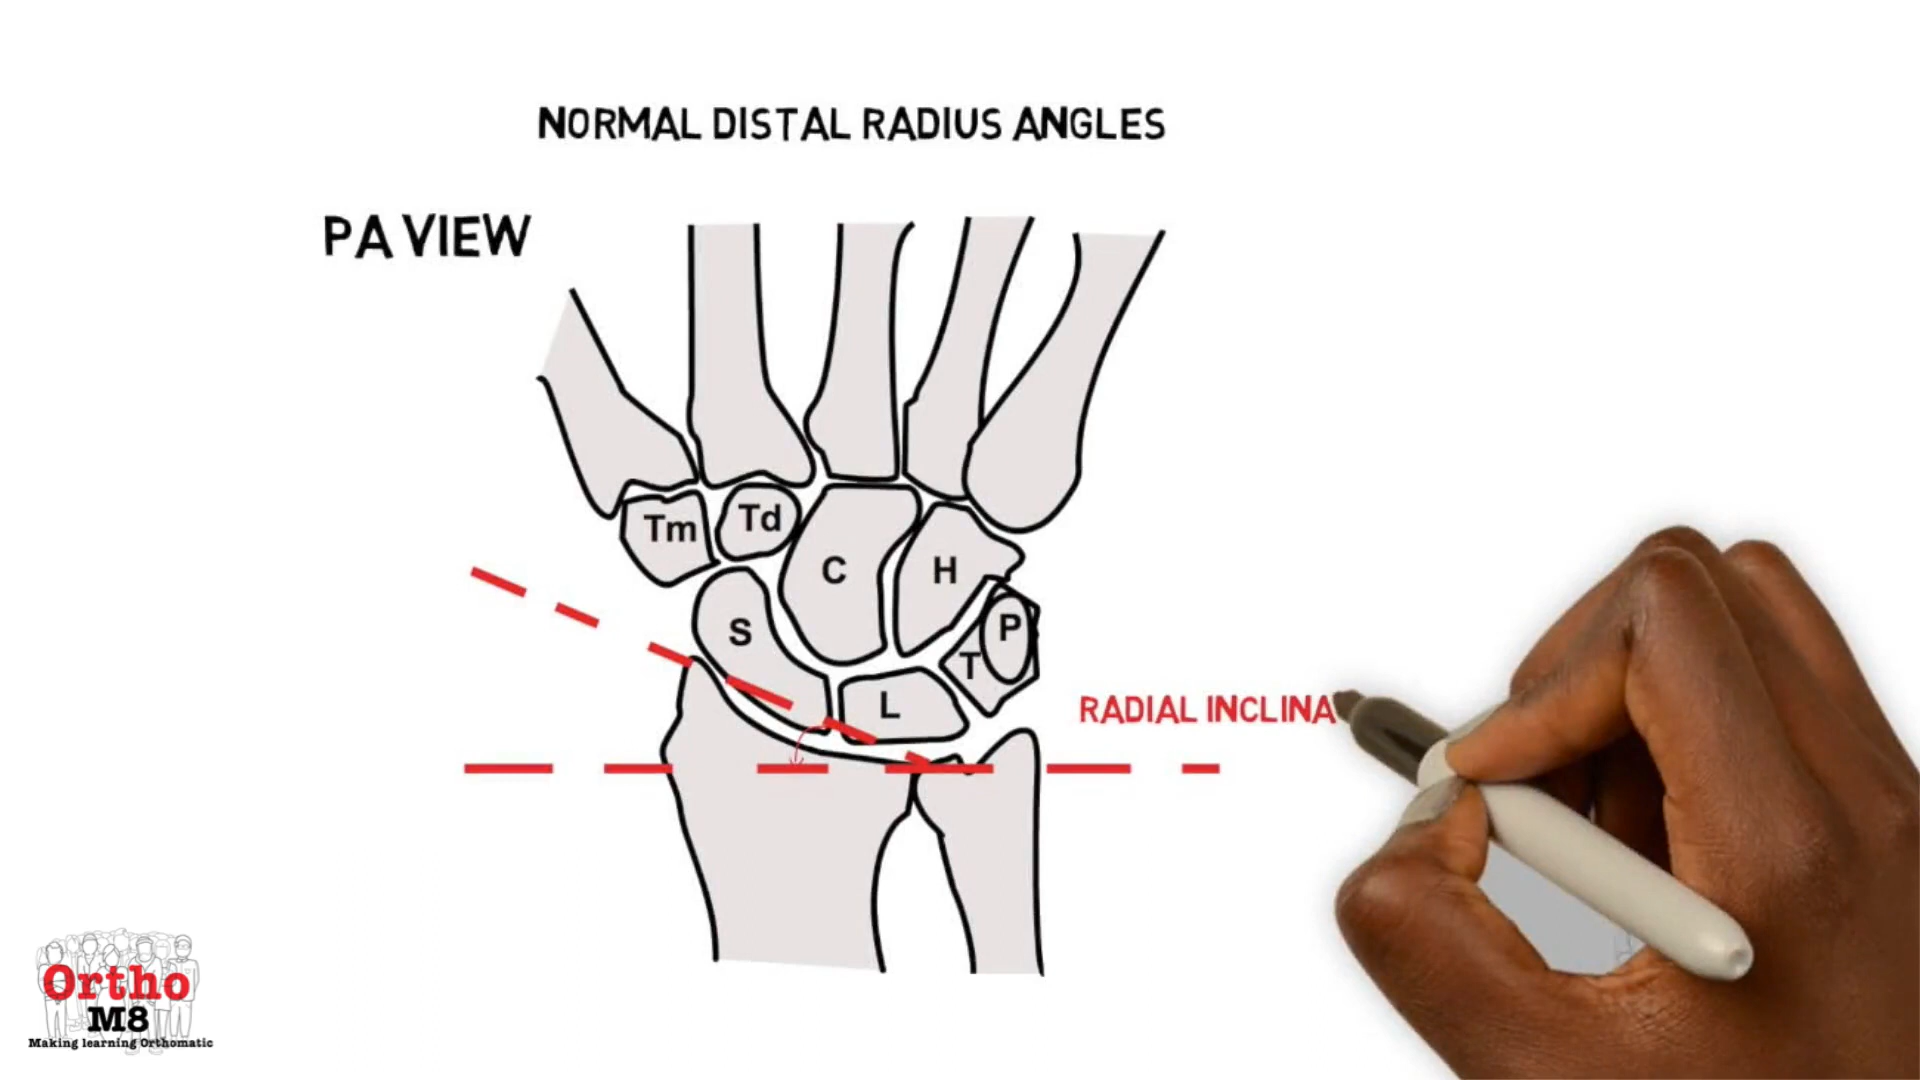 NORMAL DISTAL RADIUS ANGLES
PA VIEW
Tm
Td
C
H
S
P
T
L
RADIAL INCLINA
Ortho
M8
Making learning Orthomatic